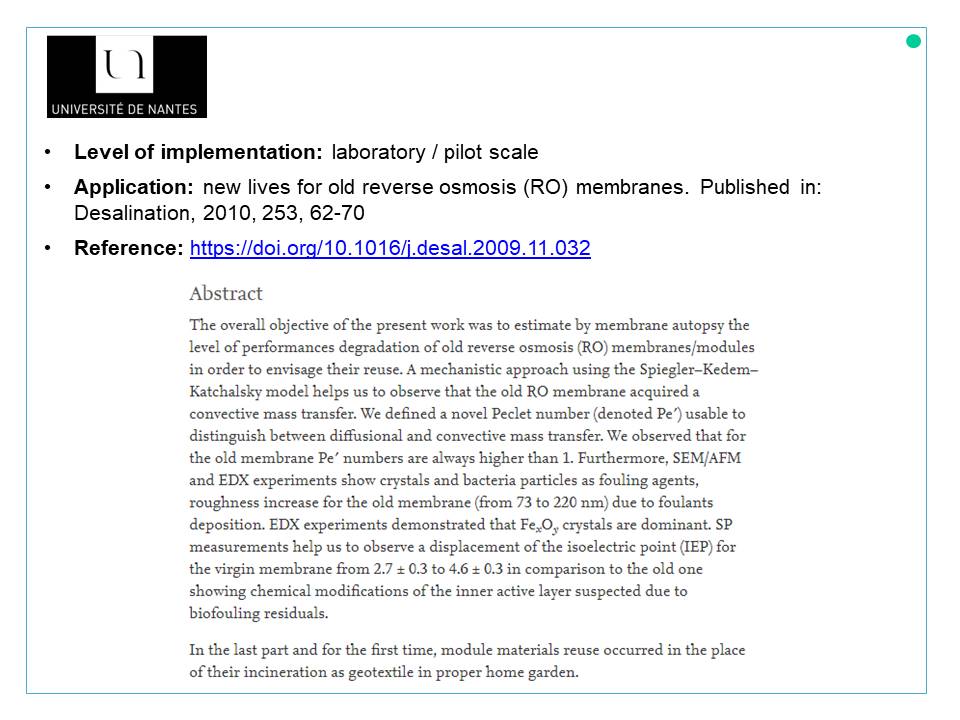 UNIVERSITÉ DE NANTES
• Level of implementation: laboratory / pilot scale
• Application: new lives for old reverse osmosis (RO) membranes. Published in:
Desalination, 2010, 253, 62-70
• Reference: https://doi.org/10.1016/j.desal.2009.11.032
Abstract
The overall objective of the present work was to estimate by membrane autopsy the
level of performances degradation of old reverse osmosis (RO) membranes/modules
in order to envisage their reuse. A mechanistic approach using the Spiegler–Kedem–
Katchalsky model helps us to observe that the old RO membrane acquired a
convective mass transfer. We defined a novel Peclet number (denoted Pe′) usable to
distinguish between diffusional and convective mass transfer. We observed that for
the old membrane Pe′ numbers are always higher than 1. Furthermore, SEM/AFM
and EDX experiments show crystals and bacteria particles as fouling agents,
roughness increase for the old membrane (from 73 to 220 nm) due to foulants
deposition. EDX experiments demonstrated that FexOy crystals are dominant. SP
measurements help us to observe a displacement of the isoelectric point (IEP) for
the virgin membrane from 2.7 ± 0.3 to 4.6 ± 0.3 in comparison to the old one
showing chemical modifications of the inner active layer suspected due to
biofouling residuals.
In the last part and for the first time, module materials reuse occurred in the place
of their incineration as geotextile in proper home garden.